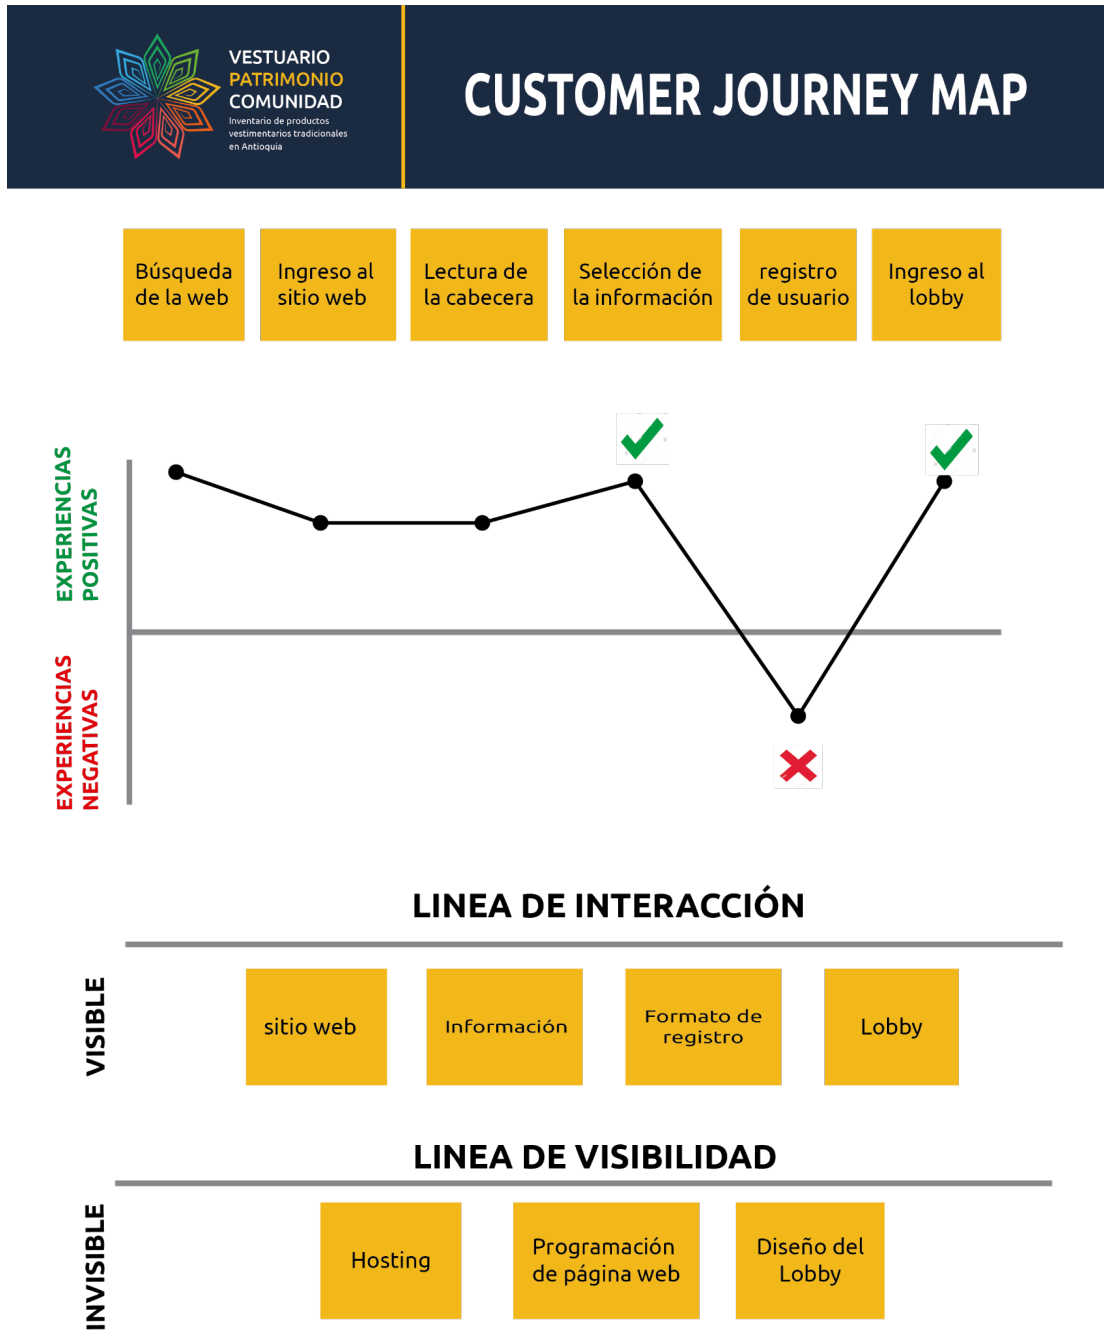 VESTUARIO
PATRIMONIO
COMUNIDAD
Inventario de productos
vestimentarios tradicionales
en Antioquia
CUSTOMER JOURNEY MAP
Búsqueda
de la web
Ingreso al
sitio web
Lectura de
la cabecera
Selección de
la información
registro
de usuario
Ingreso al
lobby
EXPERIENCIAS
POSITIVAS
EXPERIENCIAS
NEGATIVAS
LINEA DE INTERACCIÓN
VISIBLE
sitio web
Información
Formato de
registro
Lobby
LINEA DE VISIBILIDAD
INVISIBLE
Hosting
Programación
de página web
Diseño del
Lobby